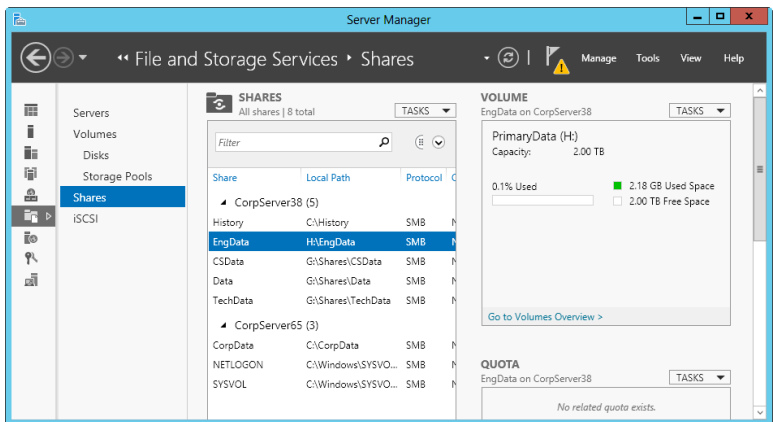 Server Manager
File and Storage Services
Shares
Manage
Tools
View
Help
Servers
Volumes
Disks
Storage Pools
Shares
iSCSI
SHARES
All shares | 8 total
TASKS
Filter
Share Local Path Protocol
CorpServer38 (5)
History C:\History SMB
EngData H:\EngData SMB
CSData G:\Shares\CSData SMB
Data G:\Shares\Data SMB
TechData G:\Shares\TechData SMB
CorpServer65 (3)
CorpData C:\CorpData SMB
NETLOGON C:\Windows\SYSVO... SMB
SYSVOL C:\Windows\SYSVO... SMB
VOLUME
EngData on CorpServer38
TASKS
PrimaryData (H:)
Capacity: 2.00 TB
0.1% Used
2.18 GB Used Space
2.00 TB Free Space
Go to Volumes Overview >
QUOTA
EngData on CorpServer38
TASKS
No related quota exists.